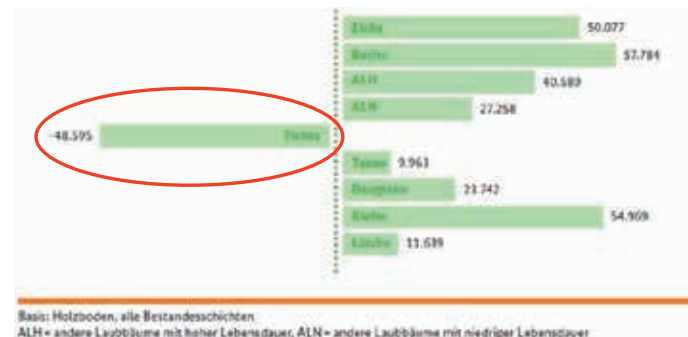 Eiche 50.077
Buche 57.784
ALH 40.589
ALN 27.258
-48.595 Fichte
Tanne 9.963
Douglasie 23.742
Kiefer 54.969
Lärche 11.639
Basis: Holzboden, alle Bestandesschichten
ALH = andere Laubbäume mit hoher Lebensdauer, ALN = andere Laubbäume mit niedriger Lebensdauer